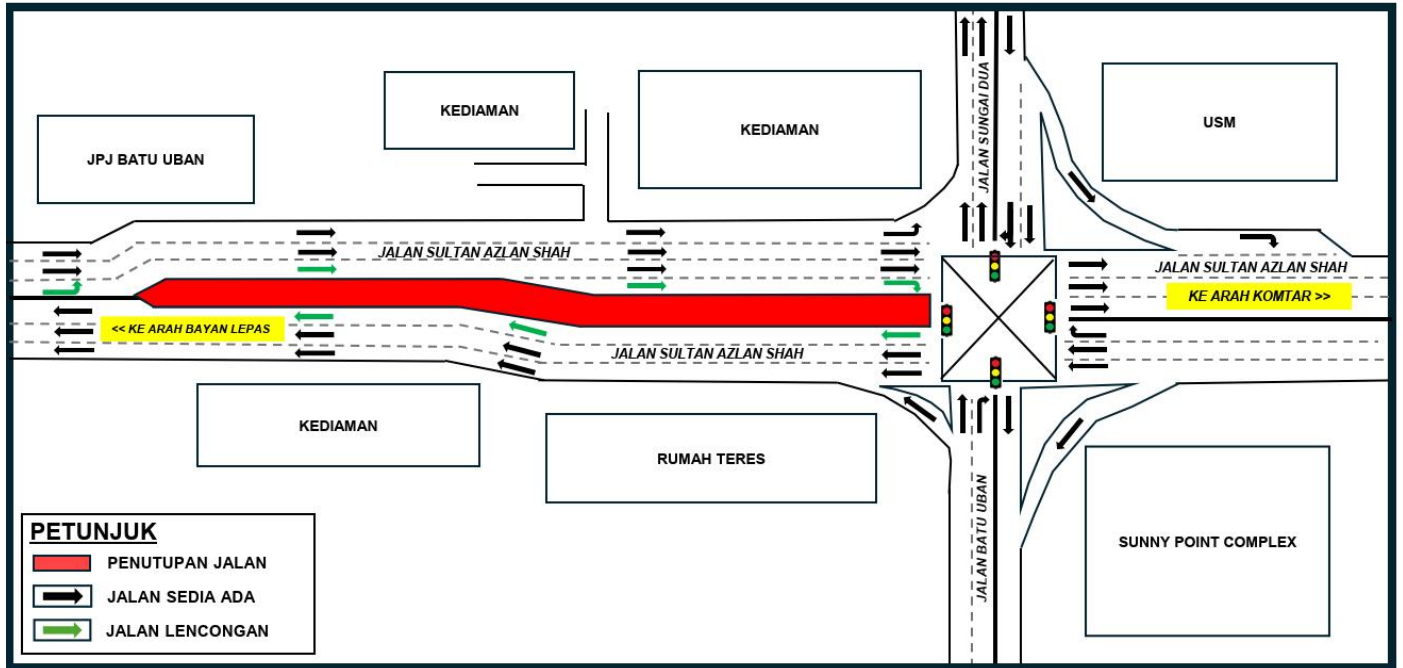 JALAN SUNGAI DUA
KEDIAMAN
KEDIAMAN
USM
JPJ BATU UBAN
JALAN SULTAN AZLAN SHAH
JALAN SULTAN AZLAN SHAH
KE ARAH KOMTAR >>
<< KE ARAH BAYAN LEPAS
JALAN SULTAN AZLAN SHAH
KEDIAMAN
RUMAH TERES
JALAN BATU UBAN
SUNNY POINT COMPLEX
PETUNJUK
PENUTUPAN JALAN
JALAN SEDIA ADA
JALAN LENCONGAN